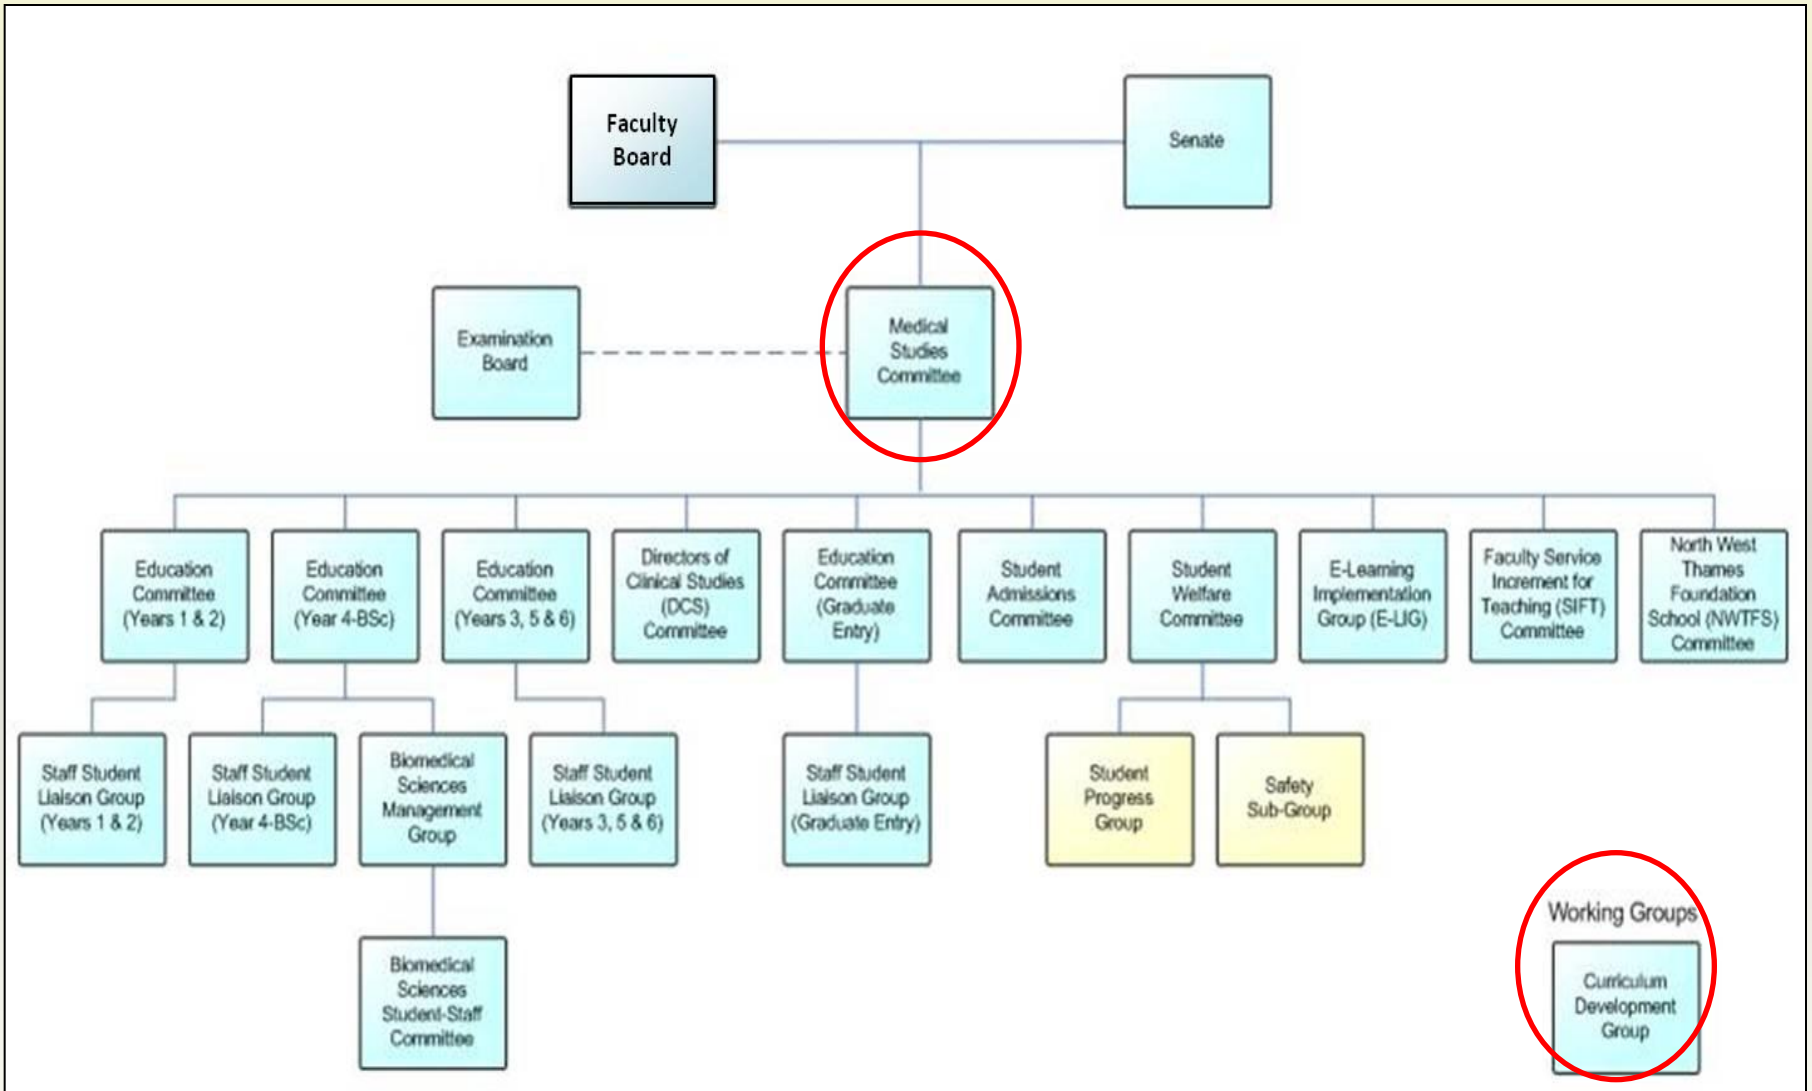 Faculty
Board
Senate
Examination
Board
Medical
Studies
Committee
Education
Committee
(Years 1 & 2)
Education
Committee
(Year 4-BSc)
Education
Committee
(Years 3, 5 & 6)
Directors of
Clinical Studies
(DCS)
Committee
Education
Committee
(Graduate
Entry)
Student
Admissions
Committee
Student
Welfare
Committee
E-Learning
Implementation
Group (E-LIG)
Faculty Service
Increment for
Teaching (SIFT)
Committee
North West
Thames
Foundation
School (NWTFS)
Committee
Staff Student
Liaison Group
(Years 1 & 2)
Staff Student
Liaison Group
(Year 4-BSc)
Biomedical
Sciences
Management
Group
Staff Student
Liaison Group
(Years 3, 5 & 6)
Staff Student
Liaison Group
(Graduate Entry)
Student
Progress
Group
Safety
Sub-Group
Biomedical
Sciences
Student-Staff
Committee
Working Groups
Curriculum
Development
Group